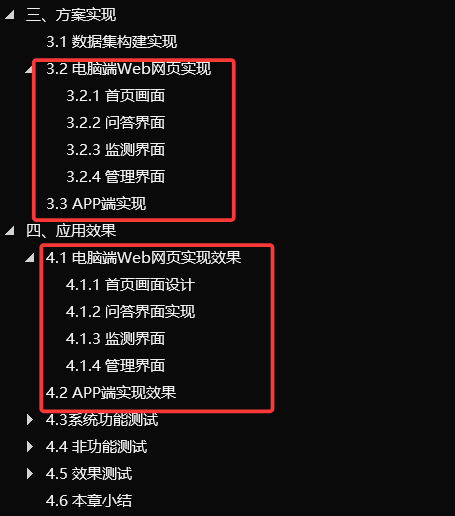 三、方案实现
3.1 数据集构建实现
3.2 电脑端Web网页实现
3.2.1 首页画面
3.2.2 问答界面
3.2.3 监测界面
3.2.4 管理界面
3.3 APP端实现
四、应用效果
4.1 电脑端Web网页实现效果
4.1.1 首页画面设计
4.1.2 问答界面实现
4.1.3 监测界面
4.1.4 管理界面
4.2 APP端实现效果
4.3系统功能测试
4.4 非功能测试
4.5 效果测试
4.6 本章小结